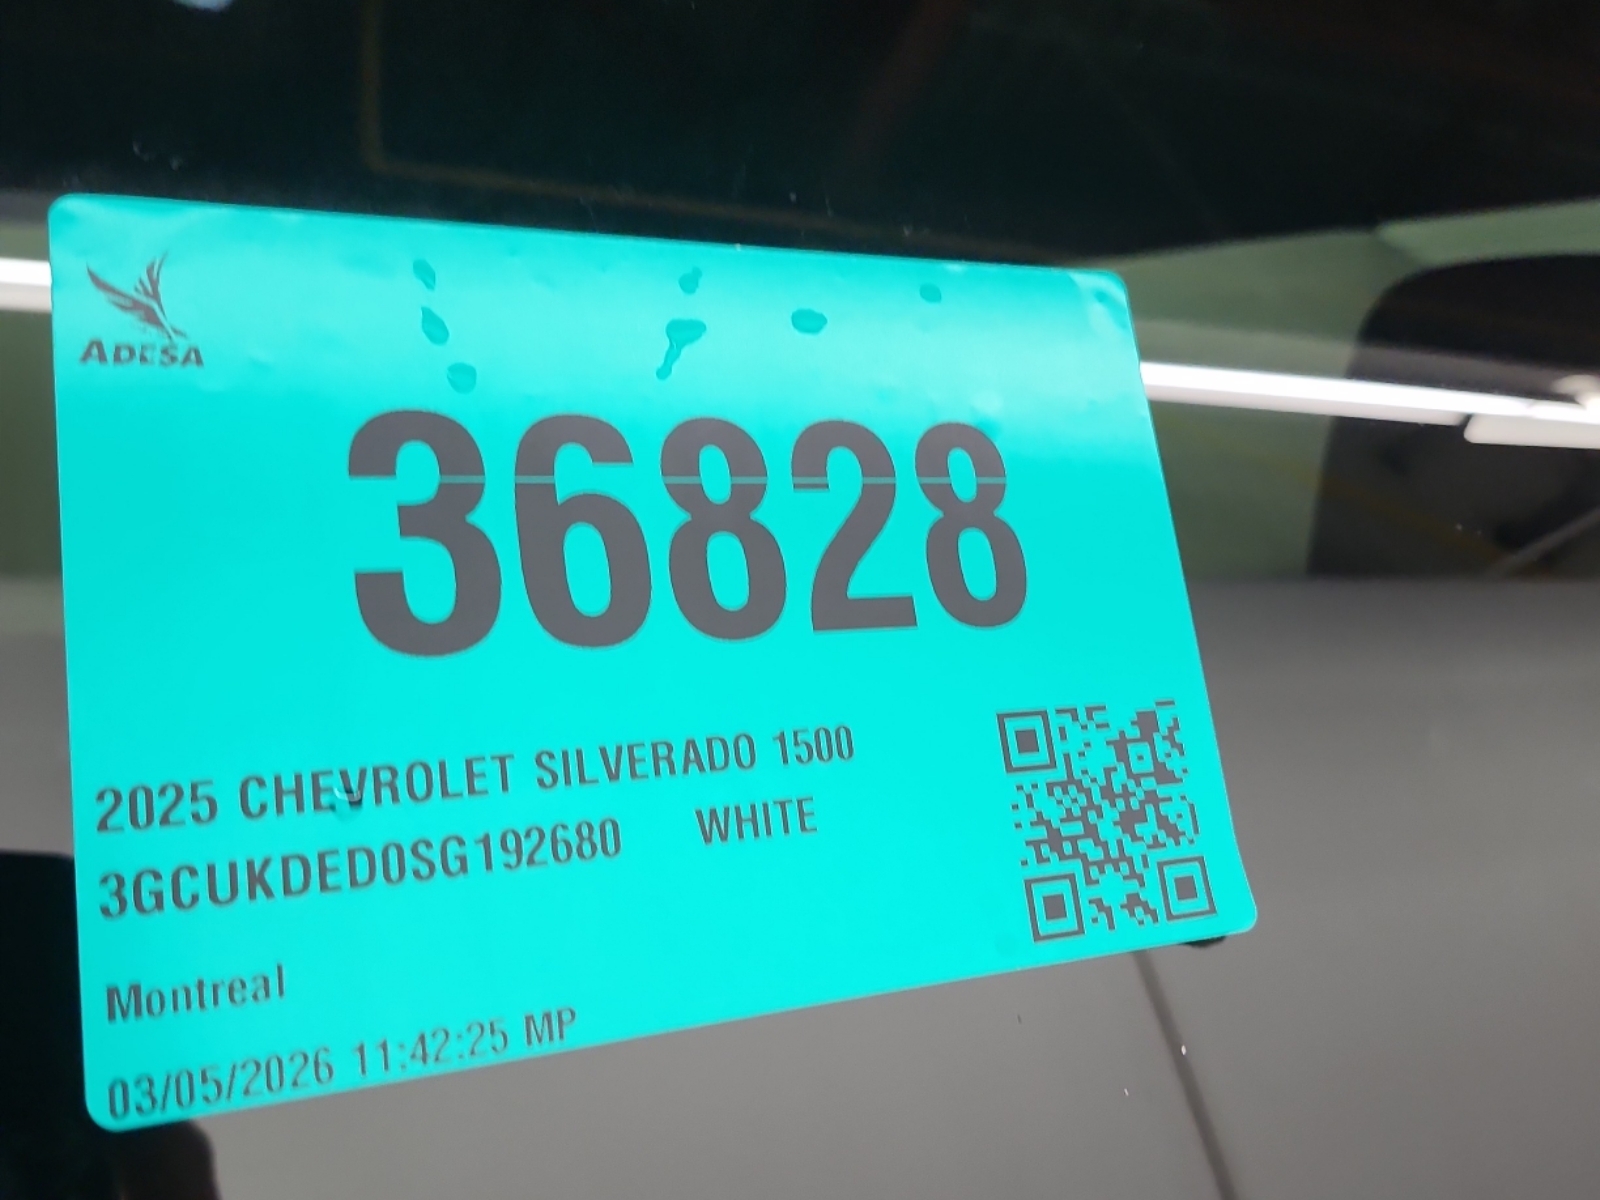 ADESA
36828
2025 CHEVROLET SILVERADO 1500
3GCUKDED0SG192680 WHITE
Montreal
03/05/2026 11:42:25 MP